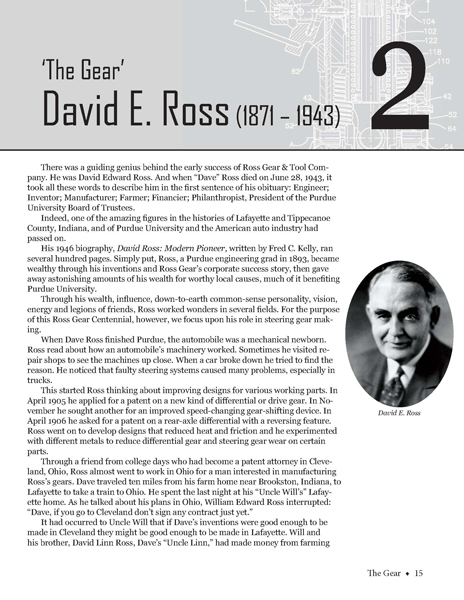 104
102
122
118
110
62
42
52
64
54
'The Gear'
David E. Ross (1871 – 1943)
2
There was a guiding genius behind the early success of Ross Gear & Tool Com-
pany. He was David Edward Ross. And when “Dave” Ross died on June 28, 1943, it
took all these words to describe him in the first sentence of his obituary: Engineer;
Inventor; Manufacturer; Farmer; Financier; Philanthropist, President of the Purdue
University Board of Trustees.
Indeed, one of the amazing figures in the histories of Lafayette and Tippecanoe
County, Indiana, and of Purdue University and the American auto industry had
passed on.
His 1946 biography, David Ross: Modern Pioneer, written by Fred C. Kelly, ran
several hundred pages. Simply put, Ross, a Purdue engineering grad in 1893, became
wealthy through his inventions and Ross Gear’s corporate success story, then gave
away astonishing amounts of his wealth for worthy local causes, much of it benefiting
Purdue University.
Through his wealth, influence, down-to-earth common-sense personality, vision,
energy and legions of friends, Ross worked wonders in several fields. For the purpose
of this Ross Gear Centennial, however, we focus upon his role in steering gear mak-
ing.
When Dave Ross finished Purdue, the automobile was a mechanical newborn.
Ross read about how an automobile’s machinery worked. Sometimes he visited re-
pair shops to see the machines up close. When a car broke down he tried to find the
reason. He noticed that faulty steering systems caused many problems, especially in
trucks.
This started Ross thinking about improving designs for various working parts. In
April 1905 he applied for a patent on a new kind of differential or drive gear. In No-
vember he sought another for an improved speed-changing gear-shifting device. In
April 1906 he asked for a patent on a rear-axle differential with a reversing feature.
Ross went on to develop designs that reduced heat and friction and he experimented
with different metals to reduce differential gear and steering gear wear on certain
parts.
Through a friend from college days who had become a patent attorney in Cleve-
land, Ohio, Ross almost went to work in Ohio for a man interested in manufacturing
Ross’s gears. Dave traveled ten miles from his farm home near Brookston, Indiana, to
Lafayette to take a train to Ohio. He spent the last night at his “Uncle Will’s” Lafay-
ette home. As he talked about his plans in Ohio, William Edward Ross interrupted:
“Dave, if you go to Cleveland don’t sign any contract just yet.”
It had occurred to Uncle Will that if Dave’s inventions were good enough to be
made in Cleveland they might be good enough to be made in Lafayette. Will and
his brother, David Linn Ross, Dave’s “Uncle Linn,” had made money from farming
David E. Ross
The Gear ♦ 15